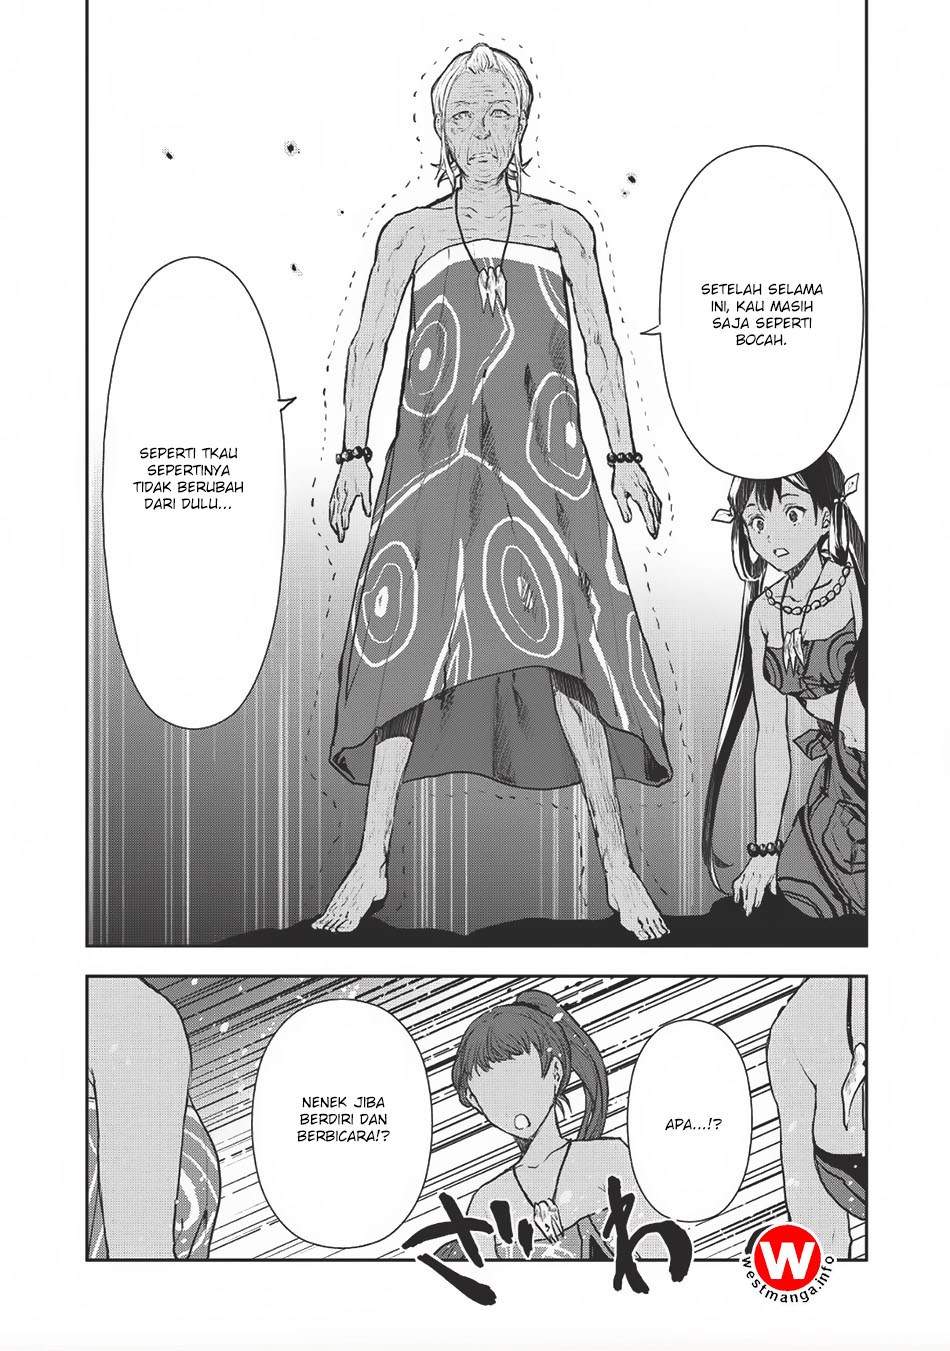 SETELAH SELAMA
INI, KAU MASIH
SAJA SEPERTI
BOCAH.
SEPERTI TKAU
SEPERTINYA
TIDAK BERUBAH
DARI DULU...
APA...!?
NENEK JIBA
BERDIRI DAN
BERBICARA!?
ざわ
W
westmanga.info